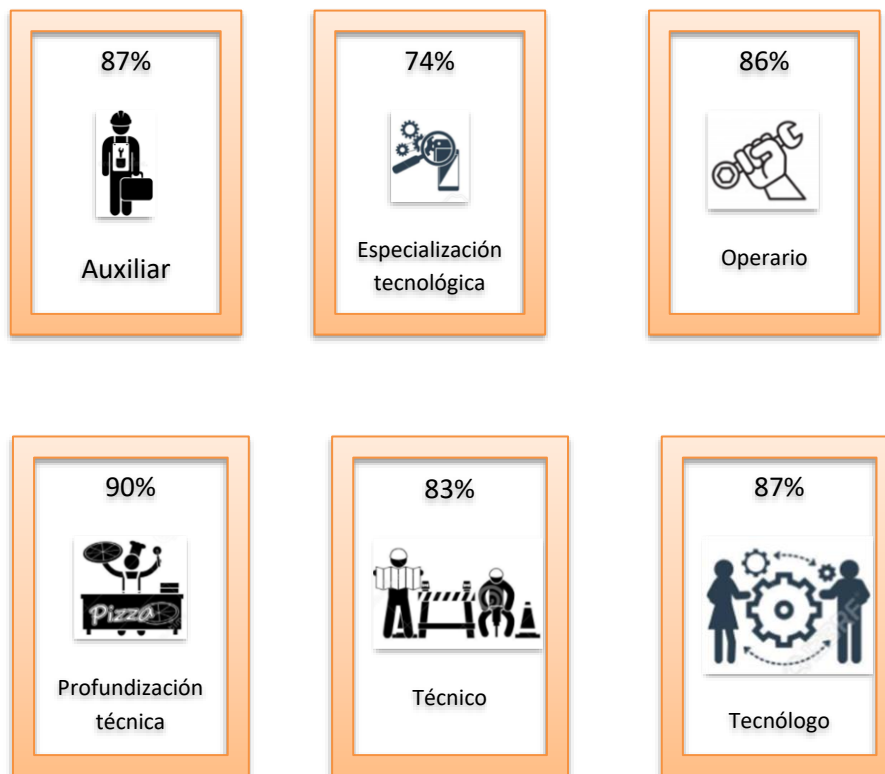 87%
74%
86%
Auxiliar
Especialización
tecnológica
Operario
90%
83%
87%
Pizza
Profundización
técnica
Técnico
Tecnólogo